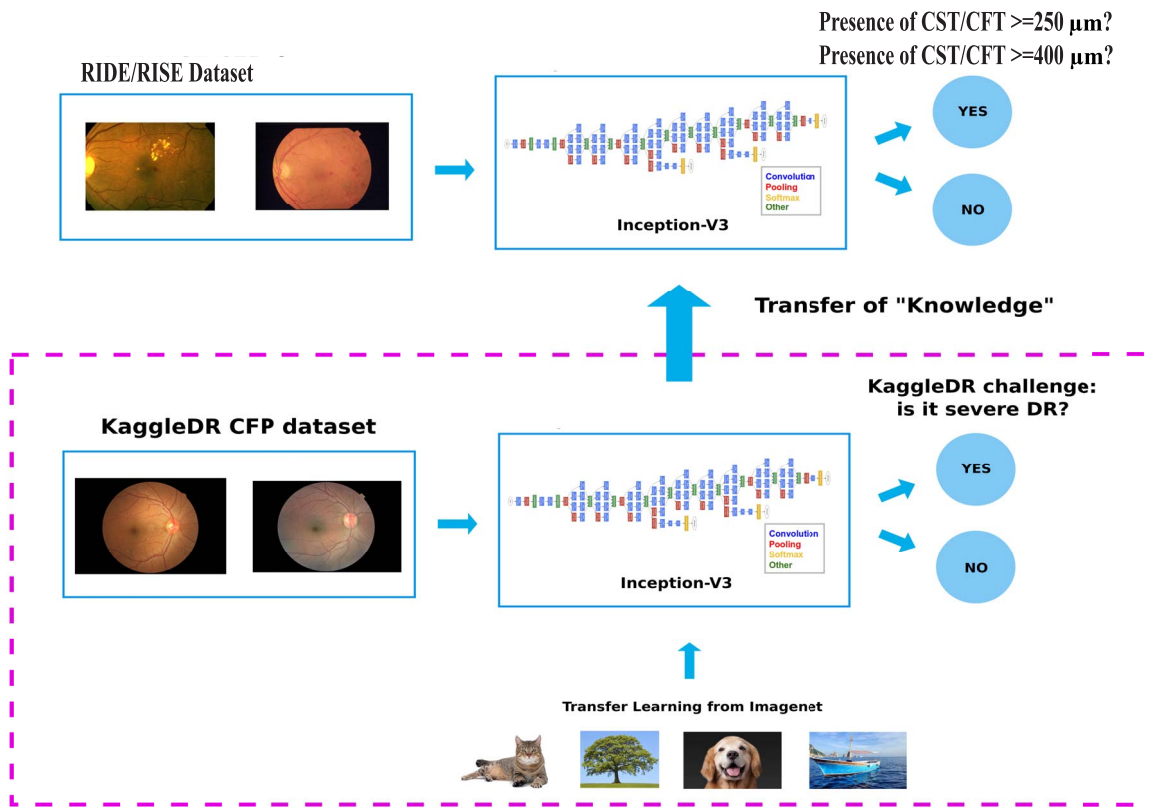 Presence of CST/CFT >=250 µm?
Presence of CST/CFT >=400 µm?
RIDE/RISE Dataset
YES
NO
Convolution
Pooling
Softmax
Other
Inception-V3
Transfer of "Knowledge"
KaggleDR challenge:
is it severe DR?
KaggleDR CFP dataset
YES
NO
Convolution
Pooling
Softmax
Other
Inception-V3
Transfer Learning from Imagenet